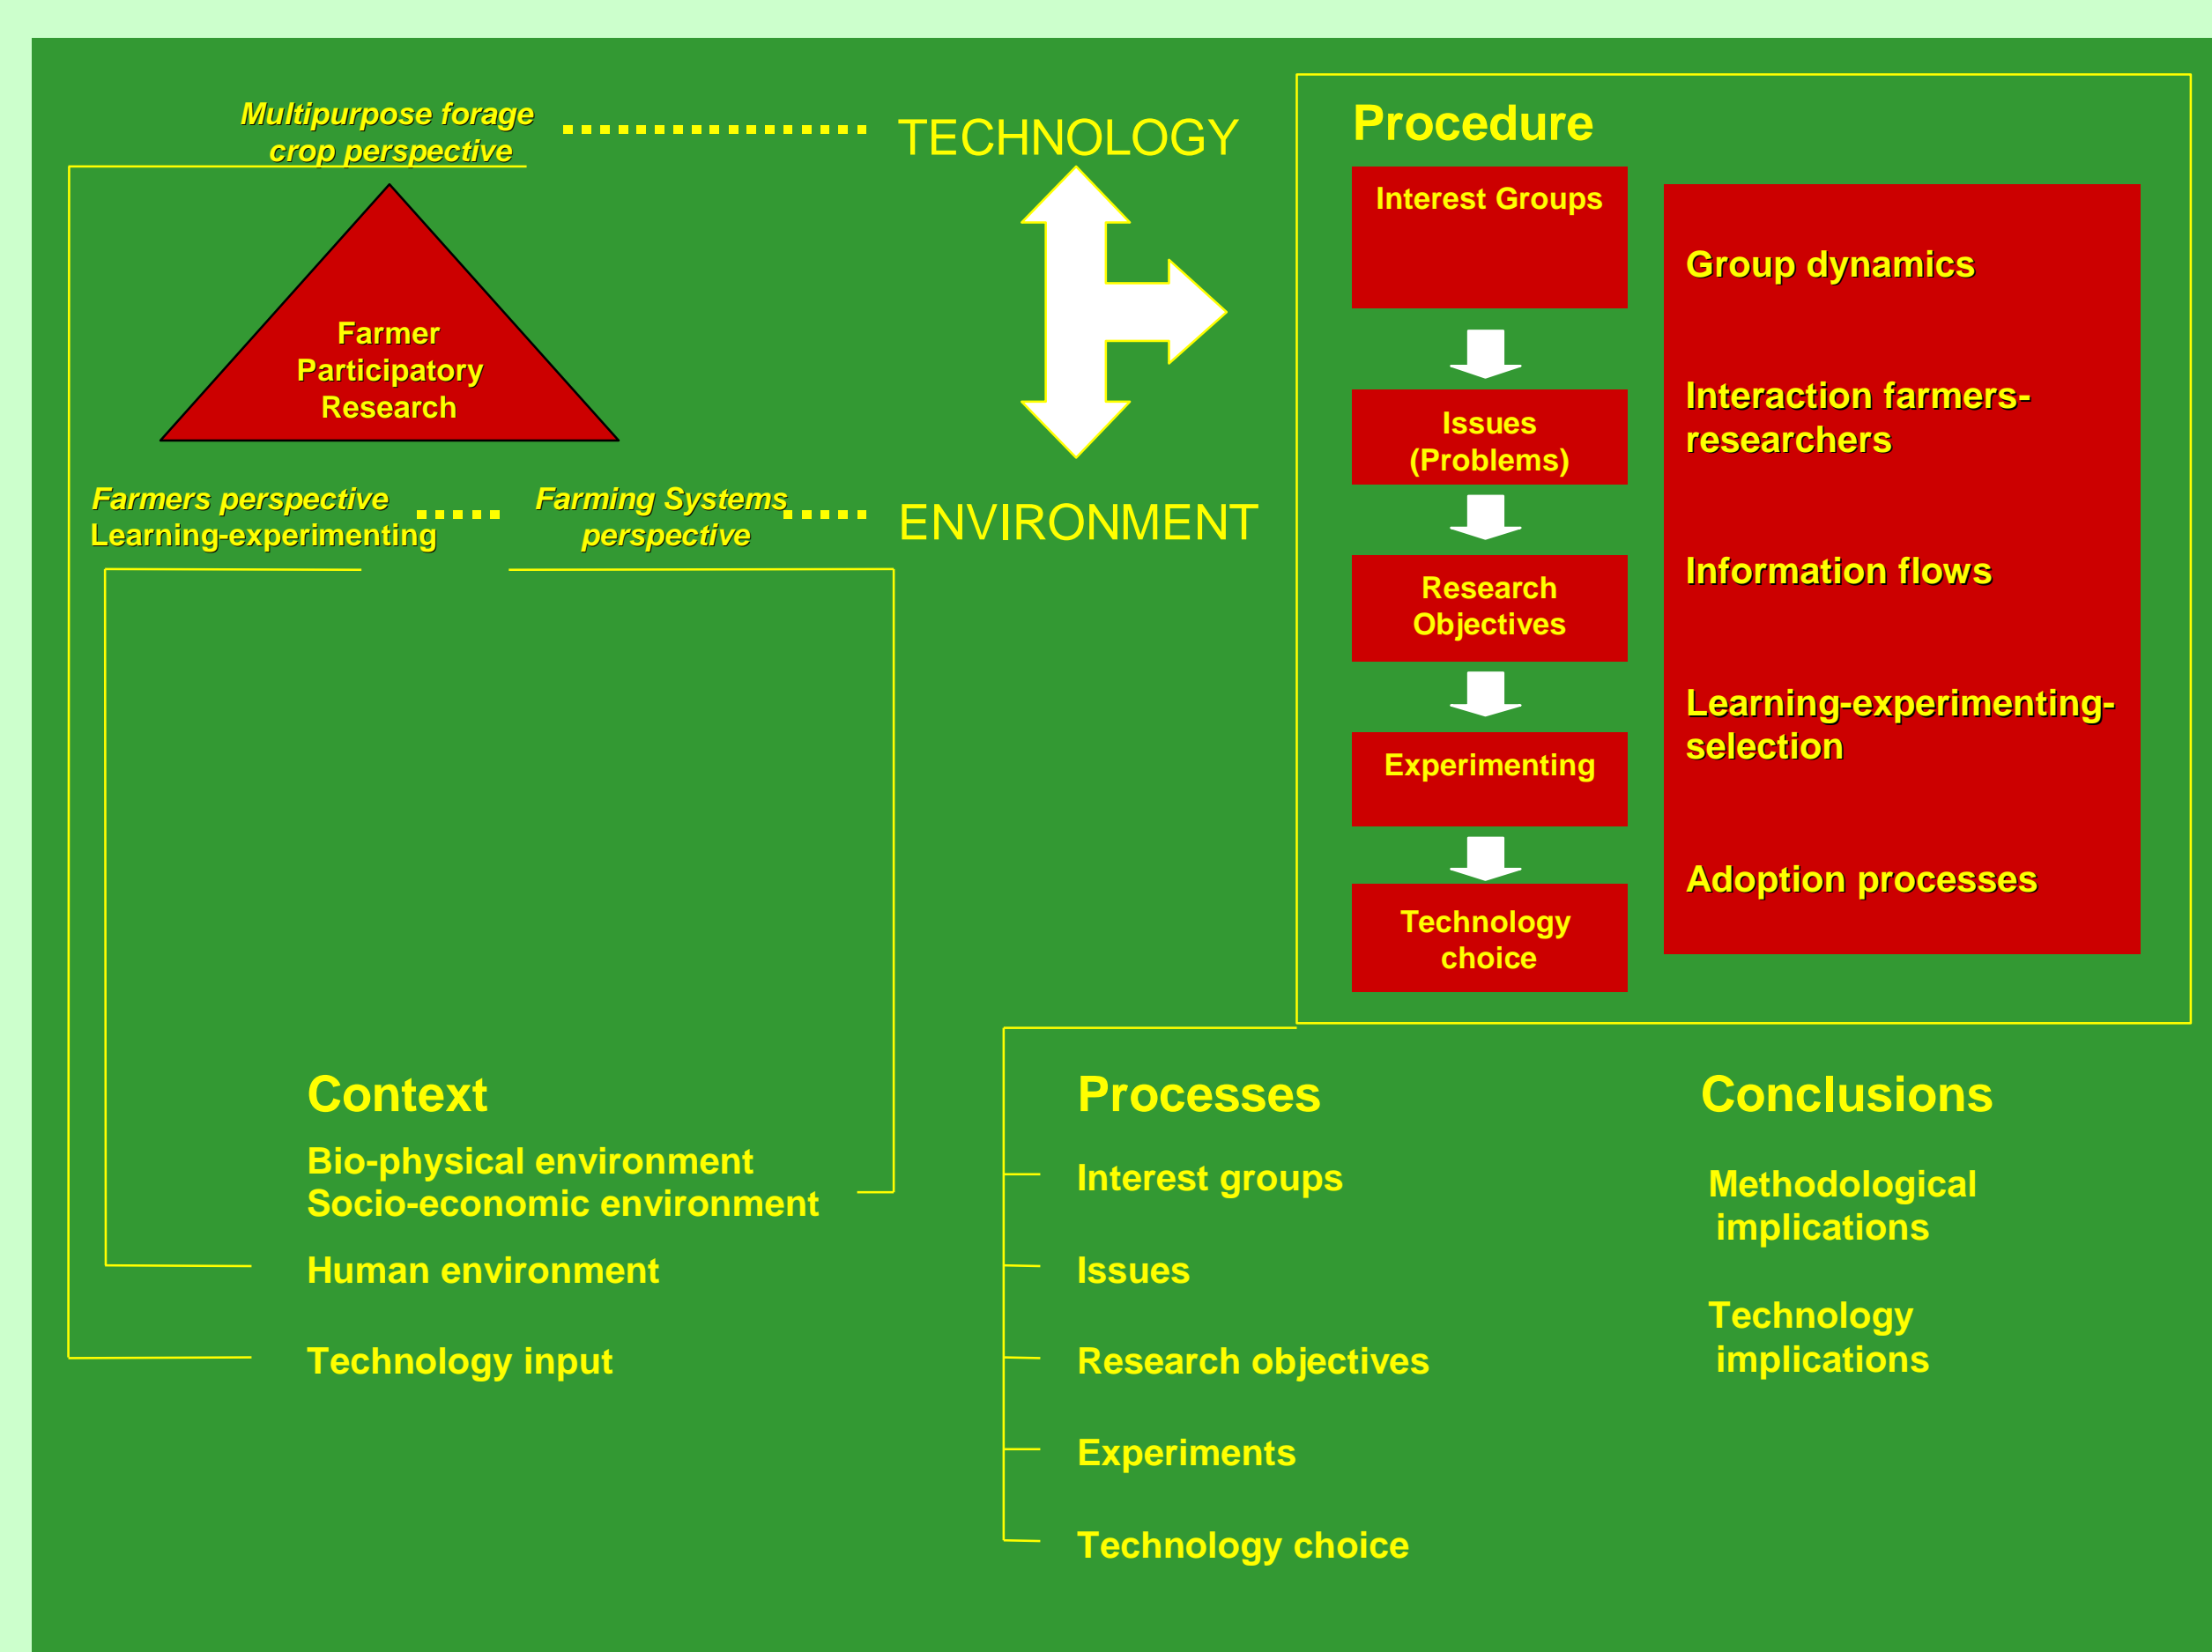 Multipurpose forage
crop perspective
TECHNOLOGY
Farmer
Participatory
Research
Farmers perspective
Learning-experimenting
Farming Systems
perspective
ENVIRONMENT
Procedure
Interest Groups
Issues
(Problems)
Research
Objectives
Experimenting
Technology
choice
Group dynamics
Interaction farmers-
researchers
Information flows
Learning-experimenting-
selection
Adoption processes
Context
Bio-physical environment
Socio-economic environment
Human environment
Technology input
Processes
Interest groups
Issues
Research objectives
Experiments
Technology choice
Conclusions
Methodological
implications
Technology
implications